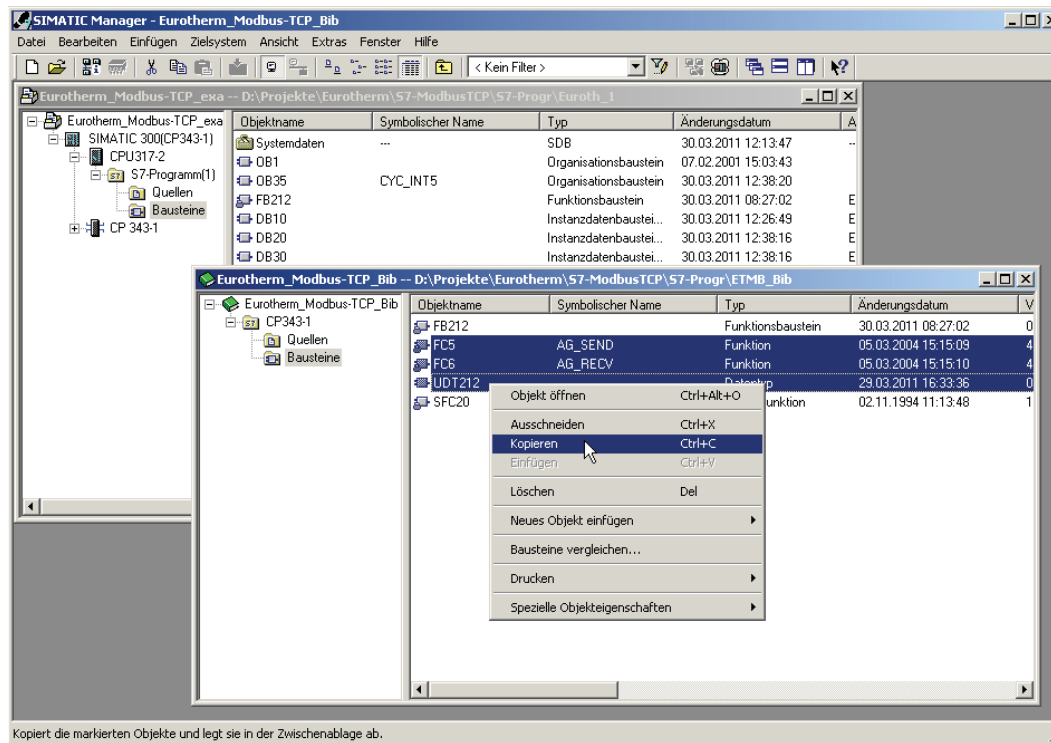 SIMATIC Manager - Eurotherm_Modbus-TCP_Bib
Datei Bearbeiten Einfügen Zielsystem Ansicht Extras Fenster Hilfe
< Kein Filter >
Eurotherm_Modbus-TCP_exa -- D:\Projekte\Eurotherm\S7-ModbusTCP\S7-Progr\Euroth_1
Eurotherm_Modbus-TCP_exa
SIMATIC 300(CP343-1)
CPU317-2
S7-Programm(1)
Quellen
Bausteine
CP 343-1
Objektname Symbolischer Name Typ Änderungsdatum A
Systemdaten --- SDB 30.03.2011 12:13:47 --
OB1 Organisationsbaustein 07.02.2001 15:03:43
OB35 CYC_INT5 Organisationsbaustein 30.03.2011 12:38:20
FB212 Funktionsbaustein 30.03.2011 08:27:02 E
DB10 Instanzdatenbaustei... 30.03.2011 12:26:49 E
DB20 Instanzdatenbaustei... 30.03.2011 12:38:16 E
DB30 Instanzdatenbaustei... 30.03.2011 12:38:16 E
Eurotherm_Modbus-TCP_Bib -- D:\Projekte\Eurotherm\S7-ModbusTCP\S7-Progr\ETMB_Bib
Eurotherm_Modbus-TCP_Bib
CP343-1
Quellen
Bausteine
Objektname Symbolischer Name Typ Änderungsdatum V
FB212 Funktionsbaustein 30.03.2011 08:27:02 0
FC5 AG_SEND Funktion 05.03.2004 15:15:09 4
FC6 AG_RECV Funktion 05.03.2004 15:15:10 4
UDT212 Datentyp 29.03.2011 16:33:36 0
SFC20 unktion 02.11.1994 11:13:48 1
Objekt öffnen Ctrl+Alt+O
Ausschneiden Ctrl+X
Kopieren Ctrl+C
Einfügen Ctrl+V
Löschen Del
Neues Objekt einfügen
Bausteine vergleichen...
Drucken
Spezielle Objekteigenschaften
Kopiert die markierten Objekte und legt sie in der Zwischenablage ab.